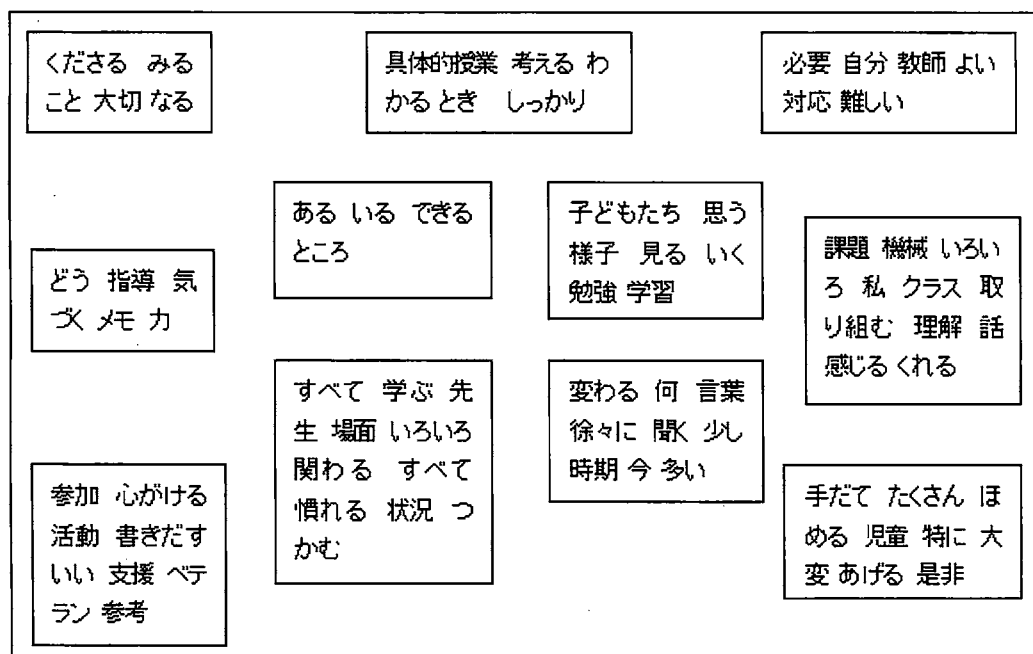 くださる みる
こと 大切 なる
具体的授業 考える わ
かる とき しっかり
必要 自分 教師 よい
対応 難しい
ある いる できる
ところ
子どもたち 思う
様子 見る いく
勉強 学習
課題 機械 いろい
ろ 私 クラス 取
り組む 理解 話
感じる くれる
どう 指導 気
づく メモ 力
すべて 学ぶ 先
生 場面 いろいろ
関わる すべて
慣れる 状況 つ
かむ
変わる 何 言葉
徐々に 聞く 少し
時期 今 多い
参加 心がける
活動 書きだす
いい 支援 ベテ
ラン 参考
手だて たくさん ほ
める 児童 特に 大
変 あげる 是非